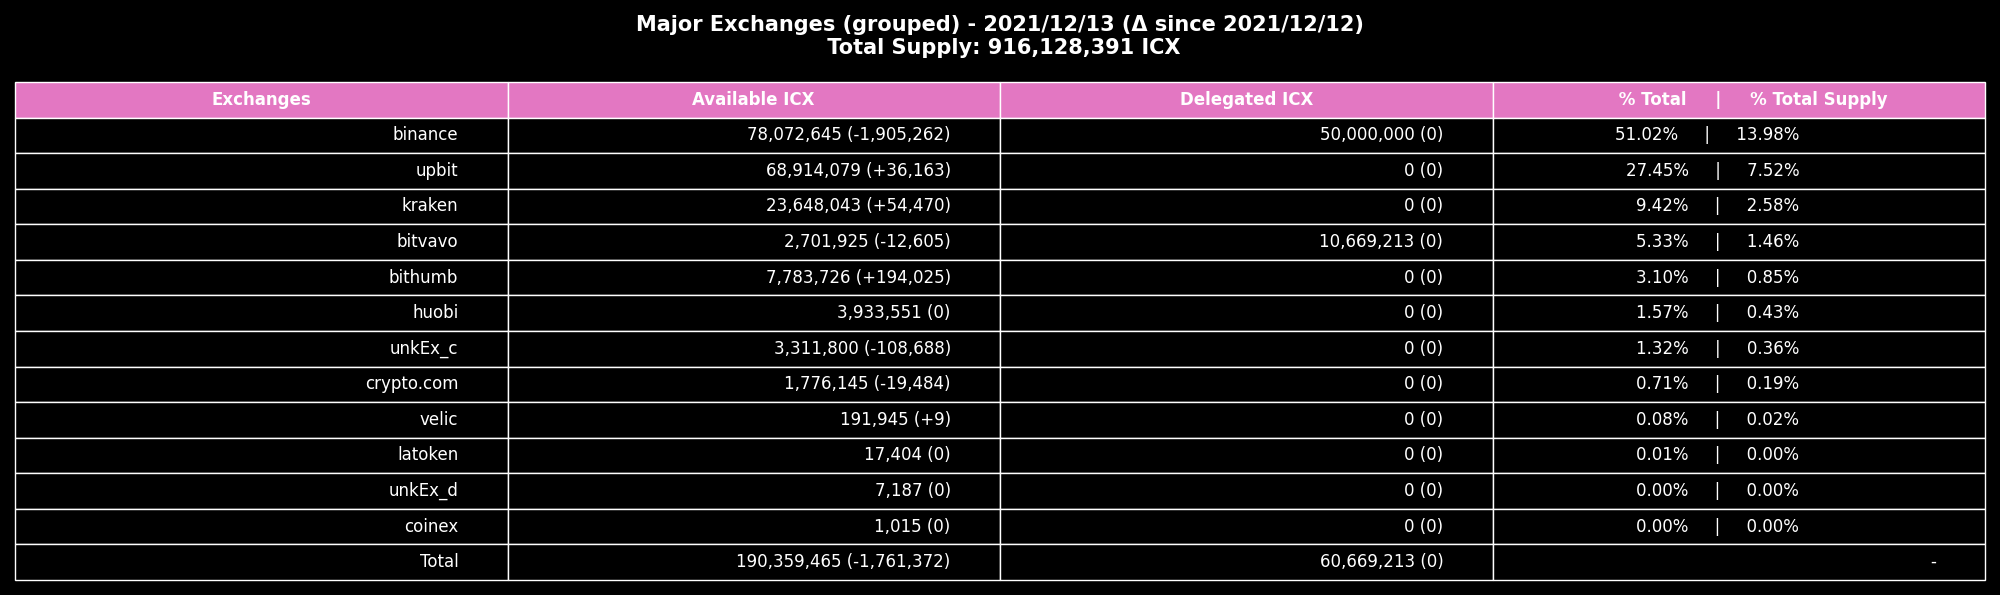 Major Exchanges (grouped) - 2021/12/13 (Δ since 2021/12/12)
Total Supply: 916,128,391 ICX
Exchanges Available ICX Delegated ICX % Total | % Total Supply
binance 78,072,645 (-1,905,262) 50,000,000 (0) 51.02% | 13.98%
upbit 68,914,079 (+36,163) 0 (0) 27.45% | 7.52%
kraken 23,648,043 (+54,470) 0 (0) 9.42% | 2.58%
bitvavo 2,701,925 (-12,605) 10,669,213 (0) 5.33% | 1.46%
bithumb 7,783,726 (+194,025) 0 (0) 3.10% | 0.85%
huobi 3,933,551 (0) 0 (0) 1.57% | 0.43%
unkEx_c 3,311,800 (-108,688) 0 (0) 1.32% | 0.36%
crypto.com 1,776,145 (-19,484) 0 (0) 0.71% | 0.19%
velic 191,945 (+9) 0 (0) 0.08% | 0.02%
latoken 17,404 (0) 0 (0) 0.01% | 0.00%
unkEx_d 7,187 (0) 0 (0) 0.00% | 0.00%
coinex 1,015 (0) 0 (0) 0.00% | 0.00%
Total 190,359,465 (-1,761,372) 60,669,213 (0) -